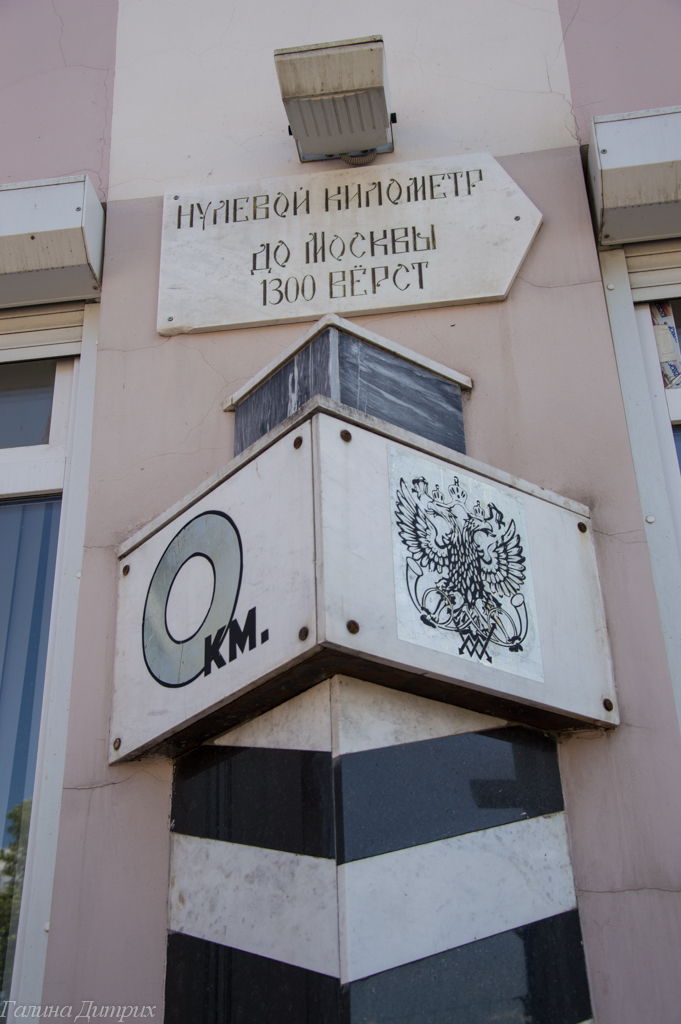 НУЛЕВОЙ КИЛОМЕТР
ДО МОСКВЫ
1300 ВЁРСТ
0 КМ.
Галина Дитрих